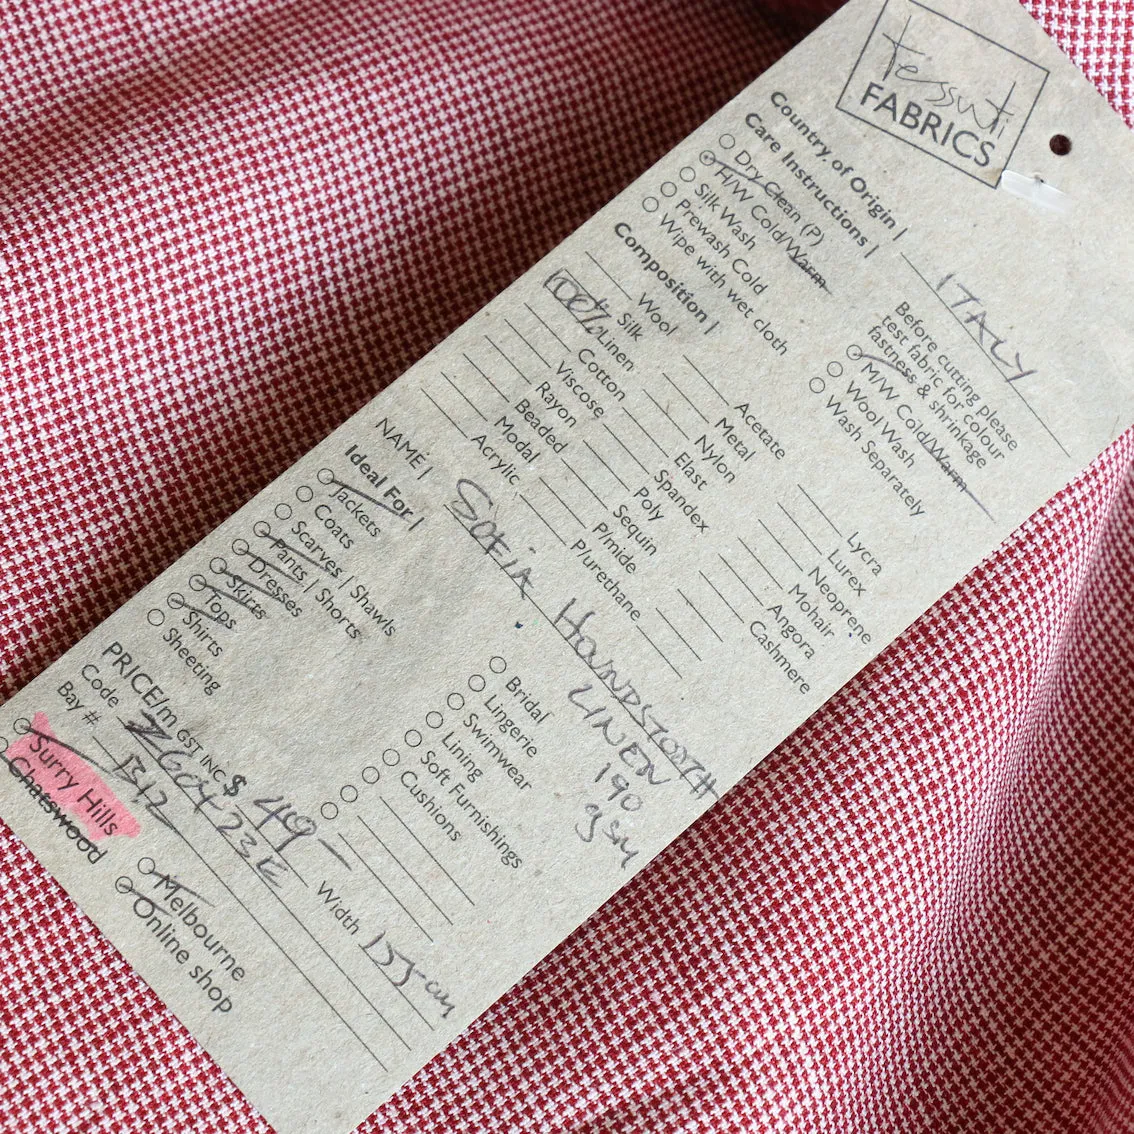 tessuti
FABRICS
Country of Origin | ITALY
Care Instructions |
Dry Clean (P)
H/W Cold/Warm
Silk Wash
Prewash Cold
Wipe with wet cloth
Before cutting please
test fabric for colour
fastness & shrinkage
M/W Cold/Warm
Wool Wash
Wash Separately
Composition |
Wool
Silk
100% Linen
Cotton
Viscose
Rayon
Beaded
Modal
Acrylic
Acetate
Metal
Nylon
Elast
Spandex
Poly
Sequin
P/mide
P/urethane
Lycra
Lurex
Neoprene
Mohair
Angora
Cashmere
NAME | SOFIA HOUNDSTOOTH
LINEN
190
gsm
Ideal For |
Jackets
Coats
Scarves | Shawls
Pants | Shorts
Dresses
Skirts
Tops
Shirts
Sheeting
Bridal
Lingerie
Swimwear
Lining
Soft Furnishings
Cushions
PRICE/m GST INC $ 49-
Code
Bay # B12
Width 155cm
Surry Hills
Chatswood
Melbourne
Online shop